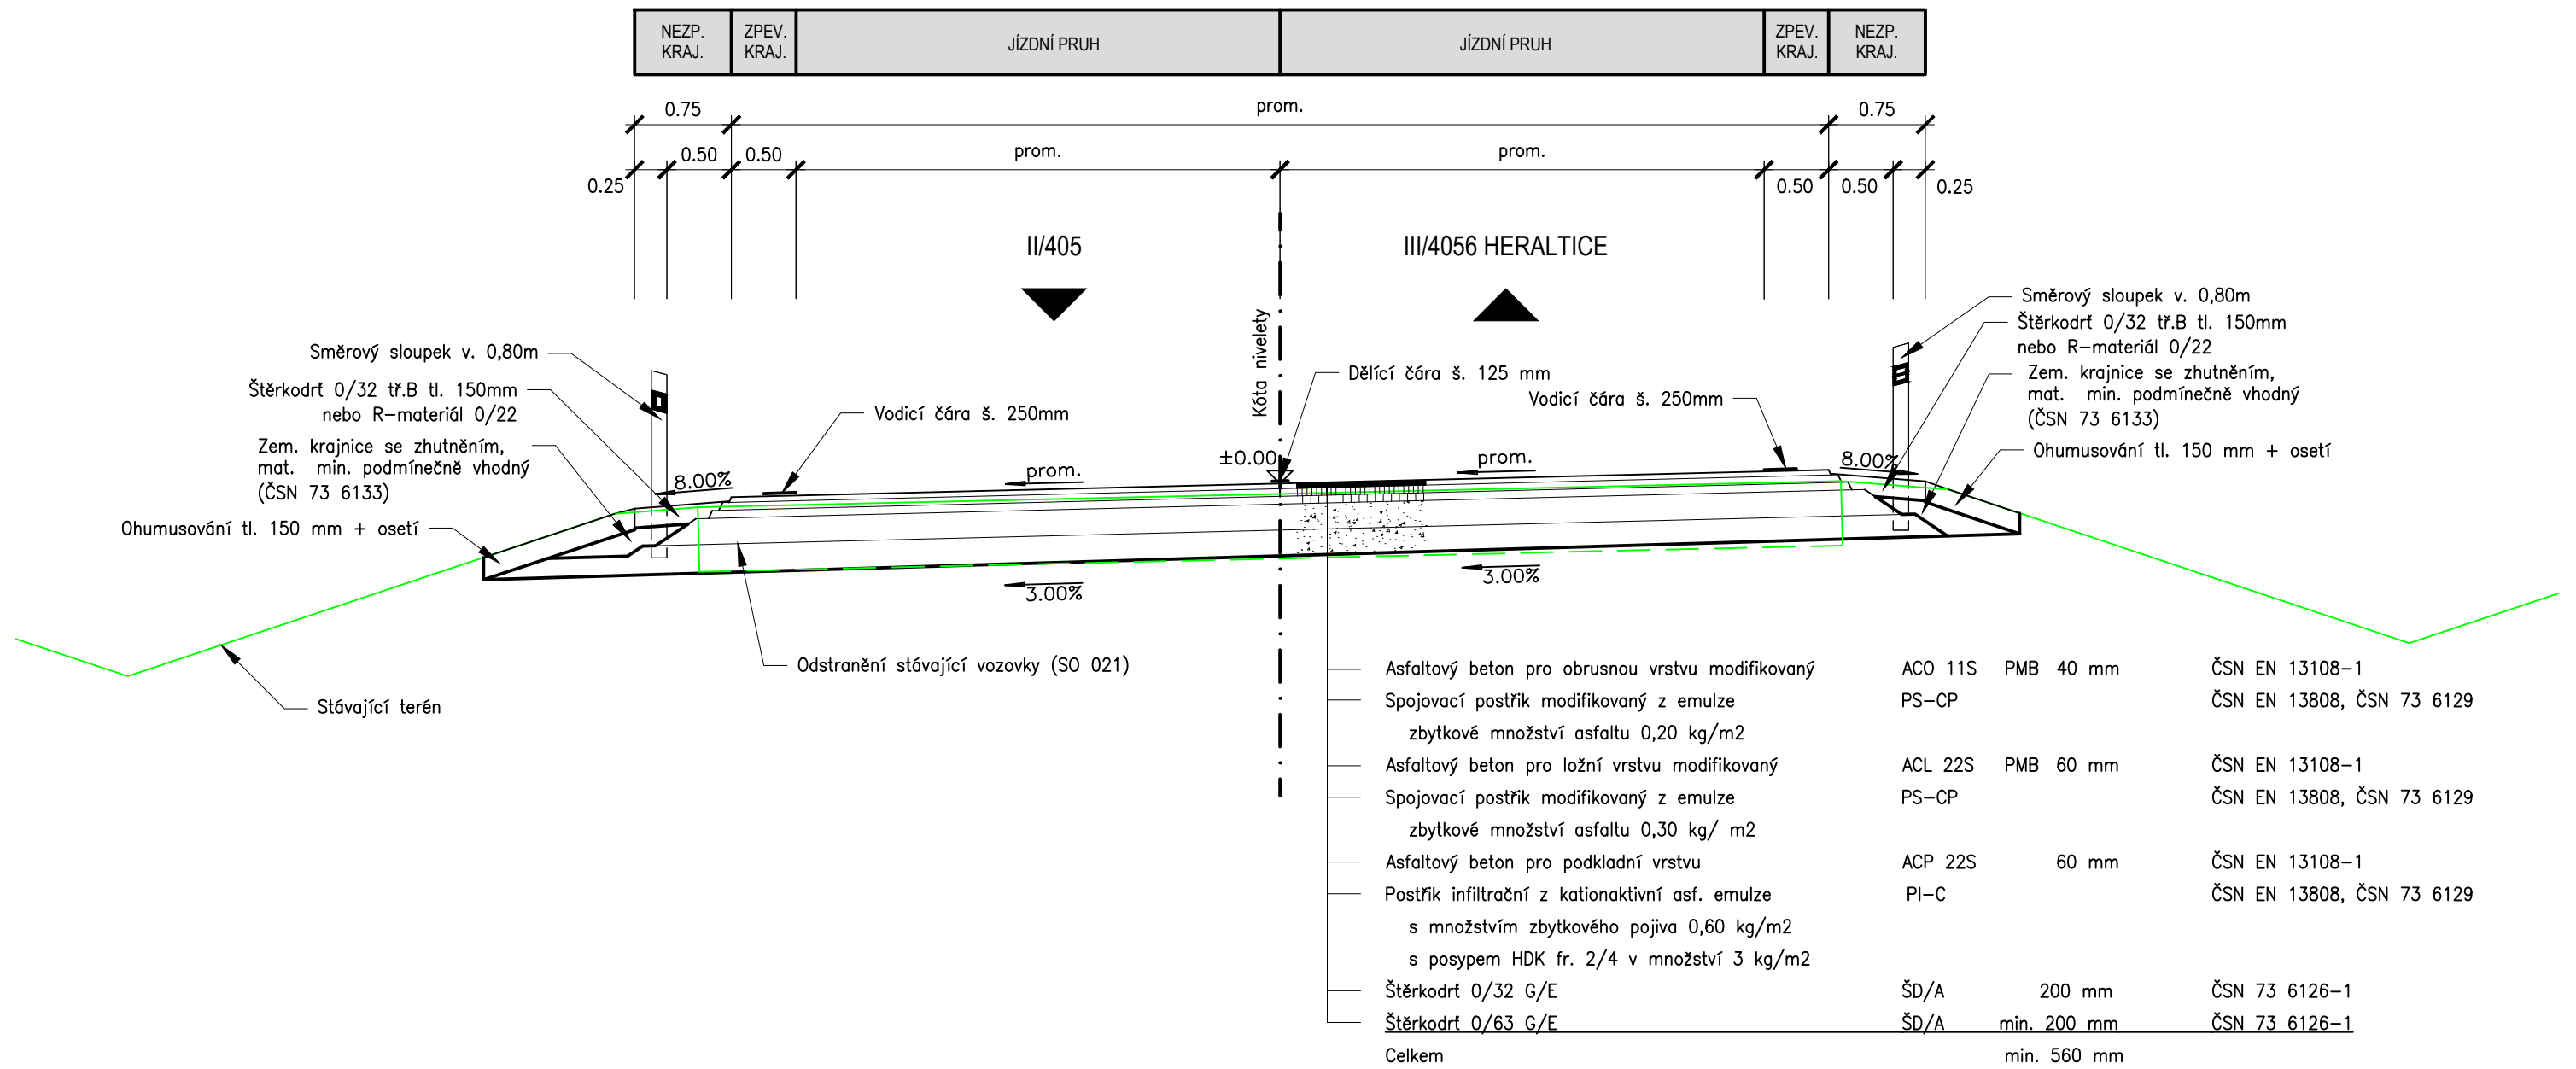 NEZP. ZPEV. JÍZDNÍ PRUH JÍZDNÍ PRUH ZPEV. NEZP.
KRAJ. KRAJ. KRAJ. KRAJ.
0.75 prom. 0.75
0.50 0.50 prom. prom. 0.50 0.50
0.25 0.25
II/405 III/4056 HERALTICE
Kóta nivelety
Směrový sloupek v. 0,80m
Štěrkodrť 0/32 tř.B tl. 150mm
nebo R-materiál 0/22
Zem. krajnice se zhutněním,
mat. min. podmínečně vhodný
(ČSN 73 6133)
Ohumusování tl. 150 mm + osetí
Vodicí čára š. 250mm
Dělící čára š. 125 mm
Vodicí čára š. 250mm
Směrový sloupek v. 0,80m
Štěrkodrť 0/32 tř.B tl. 150mm
nebo R-materiál 0/22
Zem. krajnice se zhutněním,
mat. min. podmínečně vhodný
(ČSN 73 6133)
Ohumusování tl. 150 mm + osetí
8.00% prom. ±0.00 prom. 8.00%
3.00% 3.00%
Odstranění stávající vozovky (SO 021)
Stávající terén
Asfaltový beton pro obrusnou vrstvu modifikovaný ACO 11S PMB 40 mm ČSN EN 13108-1
Spojovací postřik modifikovaný z emulze PS-CP ČSN EN 13808, ČSN 73 6129
zbytkové množství asfaltu 0,20 kg/m2
Asfaltový beton pro ložní vrstvu modifikovaný ACL 22S PMB 60 mm ČSN EN 13108-1
Spojovací postřik modifikovaný z emulze PS-CP ČSN EN 13808, ČSN 73 6129
zbytkové množství asfaltu 0,30 kg/ m2
Asfaltový beton pro podkladní vrstvu ACP 22S 60 mm ČSN EN 13108-1
Postřik infiltrační z kationaktivní asf. emulze PI-C ČSN EN 13808, ČSN 73 6129
s množstvím zbytkového pojiva 0,60 kg/m2
s posypem HDK fr. 2/4 v množství 3 kg/m2
Štěrkodrť 0/32 G/E ŠD/A 200 mm ČSN 73 6126-1
Štěrkodrť 0/63 G/E ŠD/A min. 200 mm ČSN 73 6126-1
Celkem min. 560 mm